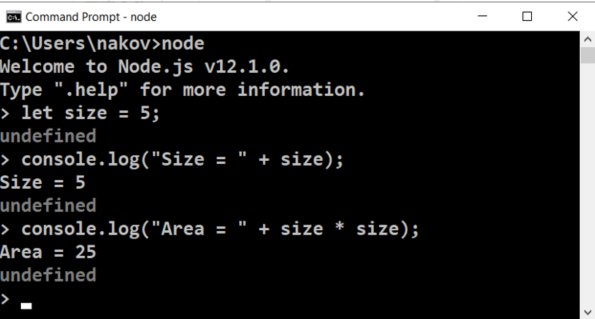 Command Prompt - node
C:\Users\nakov>node
Welcome to Node.js v12.1.0.
Type ".help" for more information.
> let size = 5;
undefined
> console.log("Size = " + size);
Size = 5
undefined
> console.log("Area = " + size * size);
Area = 25
undefined
>